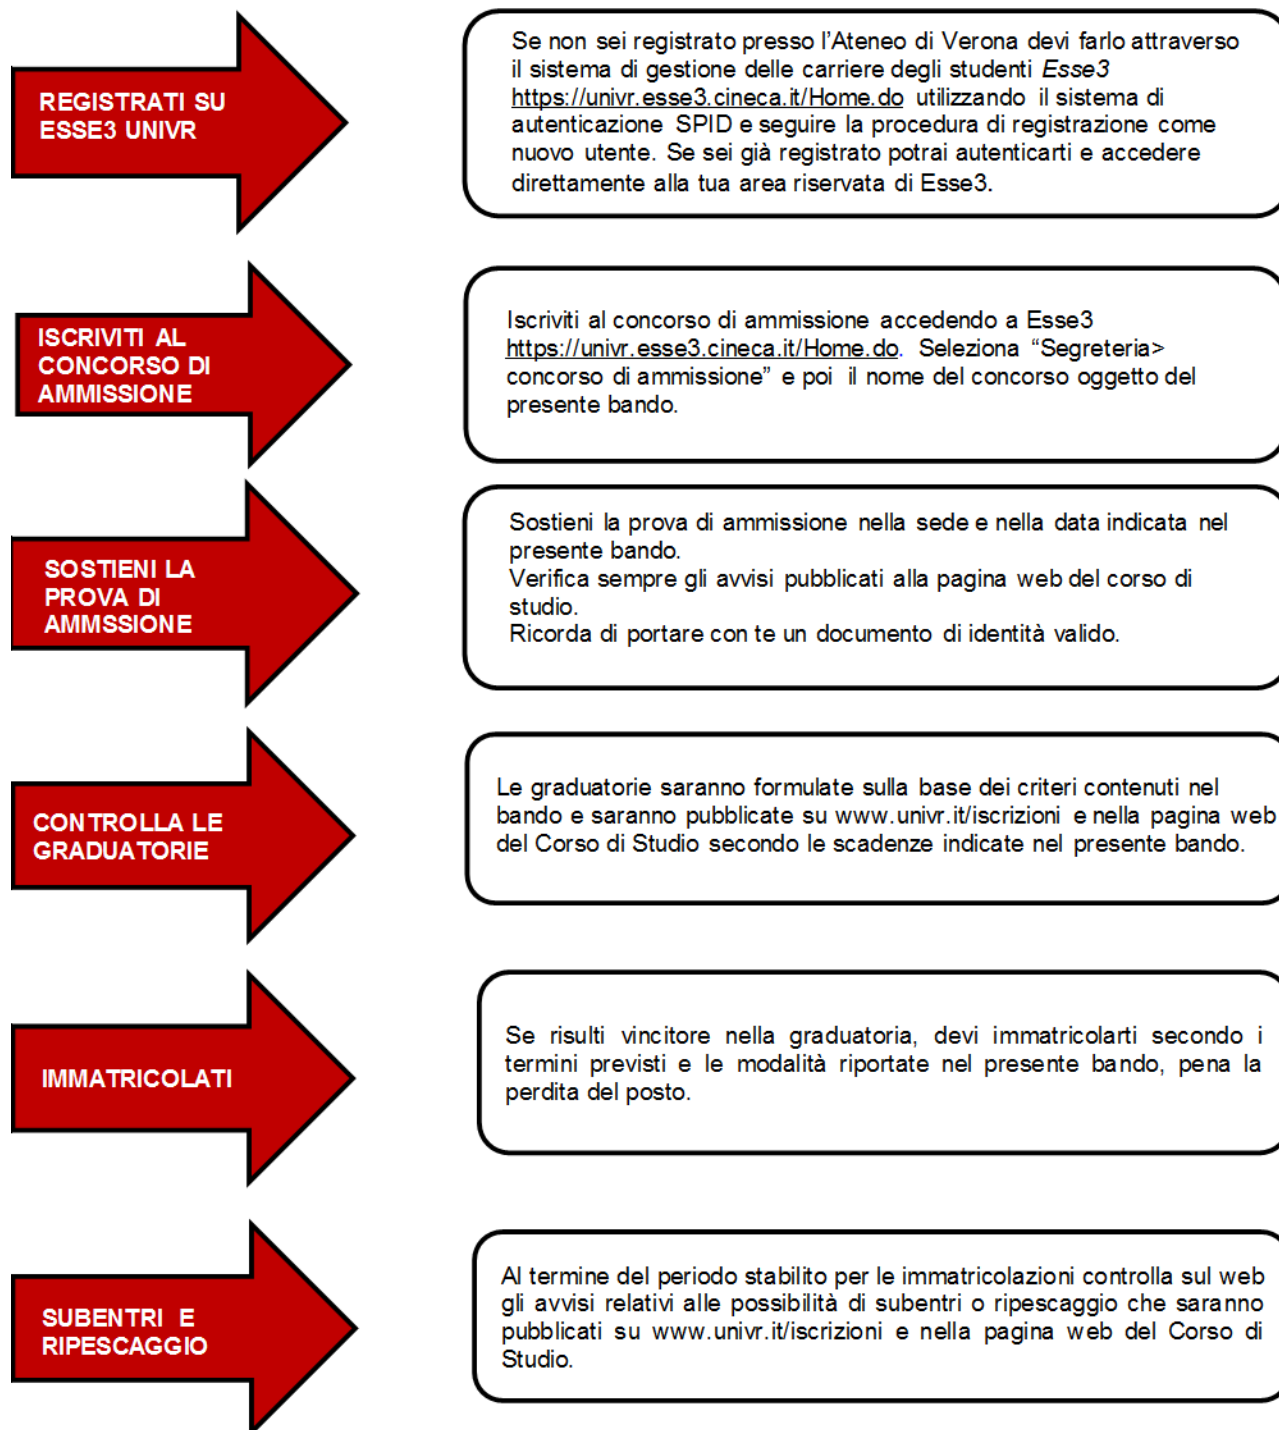 REGISTRATI SU
ESSE3 UNIVR
Se non sei registrato presso l'Ateneo di Verona devi farlo attraverso
il sistema di gestione delle carriere degli studenti Esse3
https://univr.esse3.cineca.it/Home.do utilizzando il sistema di
autenticazione SPID e seguire la procedura di registrazione come
nuovo utente. Se sei già registrato potrai autenticarti e accedere
direttamente alla tua area riservata di Esse3.
ISCRIVITI AL
CONCORSO DI
AMMISSIONE
Iscriviti al concorso di ammissione accedendo a Esse3
https://univr.esse3.cineca.it/Home.do. Seleziona “Segreteria>
concorso di ammissione” e poi il nome del concorso oggetto del
presente bando.
SOSTIENI LA
PROVA DI
AMMSSIONE
Sostieni la prova di ammissione nella sede e nella data indicata nel
presente bando.
Verifica sempre gli avvisi pubblicati alla pagina web del corso di
studio.
Ricorda di portare con te un documento di identità valido.
CONTROLLA LE
GRADUATORIE
Le graduatorie saranno formulate sulla base dei criteri contenuti nel
bando e saranno pubblicate su www.univr.it/iscrizioni e nella pagina web
del Corso di Studio secondo le scadenze indicate nel presente bando.
IMMATRICOLATI
Se risulti vincitore nella graduatoria, devi immatricolarti secondo i
termini previsti e le modalità riportate nel presente bando, pena la
perdita del posto.
SUBENTRI E
RIPESCAGGIO
Al termine del periodo stabilito per le immatricolazioni controlla sul web
gli avvisi relativi alle possibilità di subentri o ripescaggio che saranno
pubblicati su www.univr.it/iscrizioni e nella pagina web del Corso di
Studio.